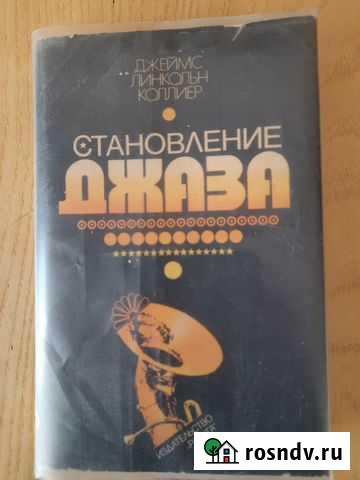 ДЖЕЙМС
ЛИНКОЛЬН
КОЛЛИЕР
СТАНОВЛЕНИЕ
ДЖАЗА
ИЗДАТЕЛЬСТВО
rosndv.ru